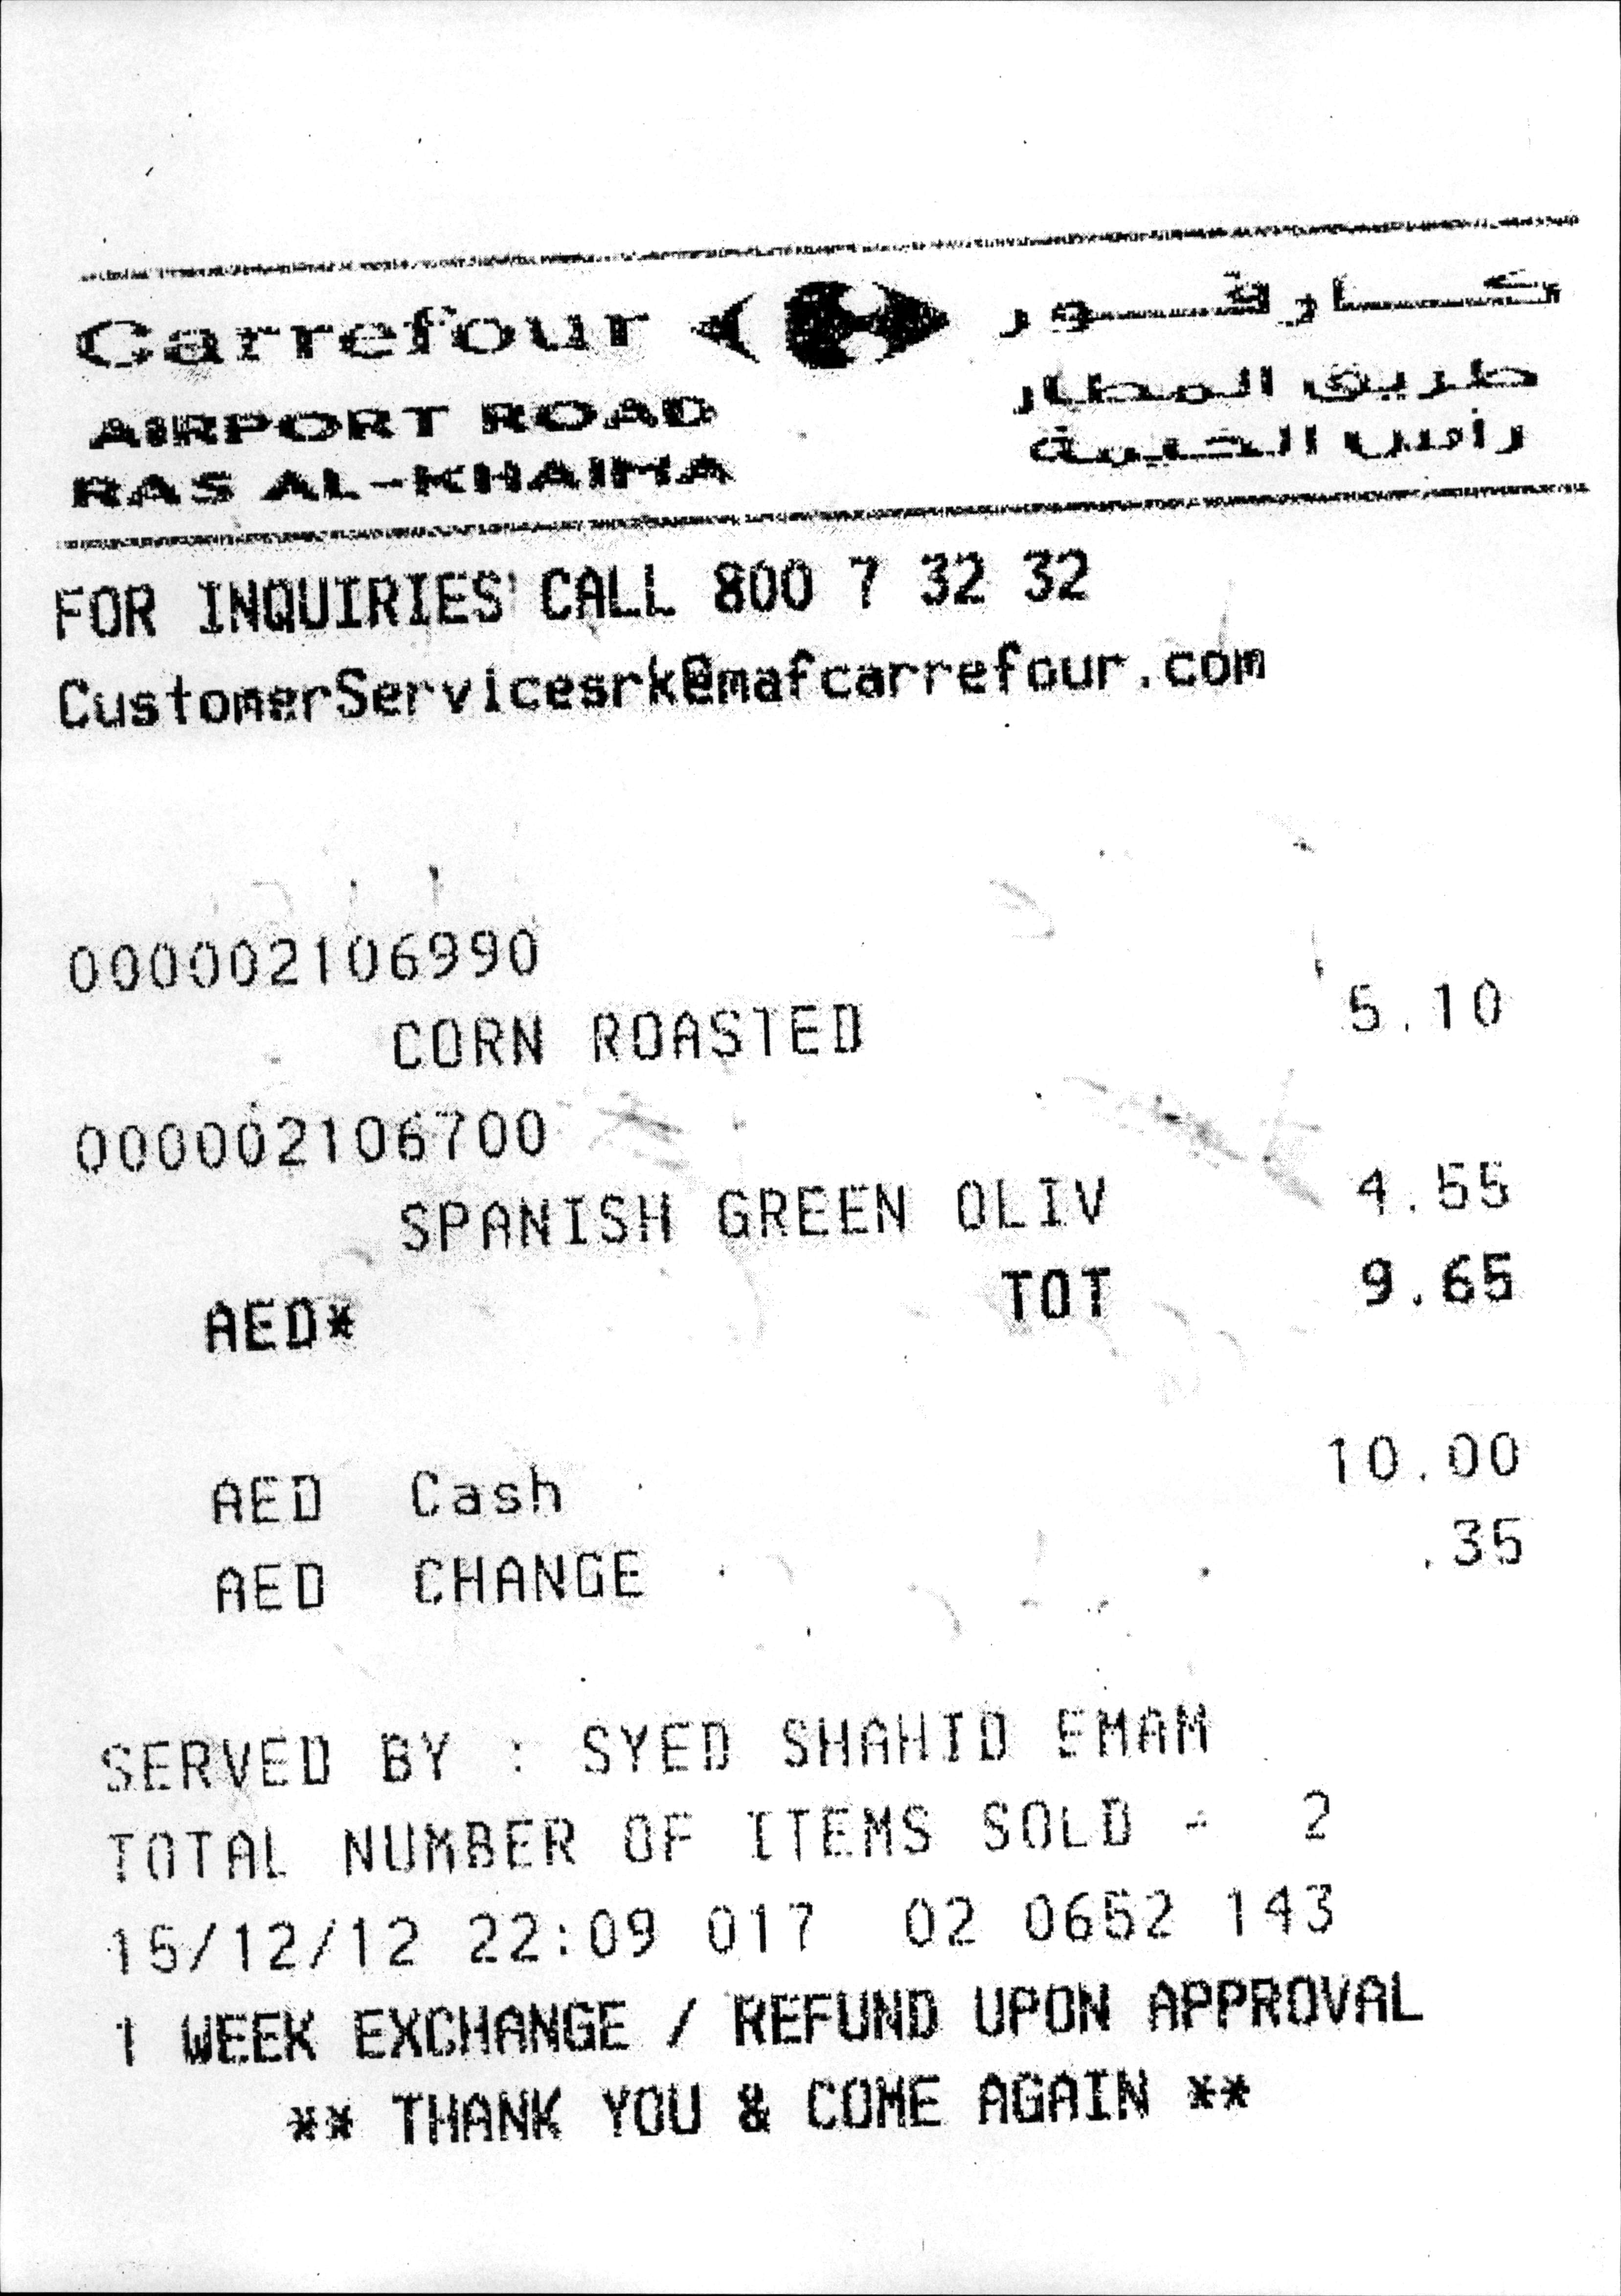 Carrefour كارفور
AIRPORT ROAD طريق المطار
RAS AL-KHAIMA رأس الخيمة
FOR INQUIRIES CALL 800 7 32 32
CustomerServicesrk@mafcarrefour.com
000002106990
CORN ROASTED 5.10
000002106700
SPANISH GREEN OLIV 4.55
AED* TOT 9.65
AED Cash 10.00
AED CHANGE .35
SERVED BY : SYED SHAHID EMAM
TOTAL NUMBER OF ITEMS SOLD - 2
15/12/12 22:09 017 02 0652 143
1 WEEK EXCHANGE / REFUND UPON APPROVAL
** THANK YOU & COME AGAIN **